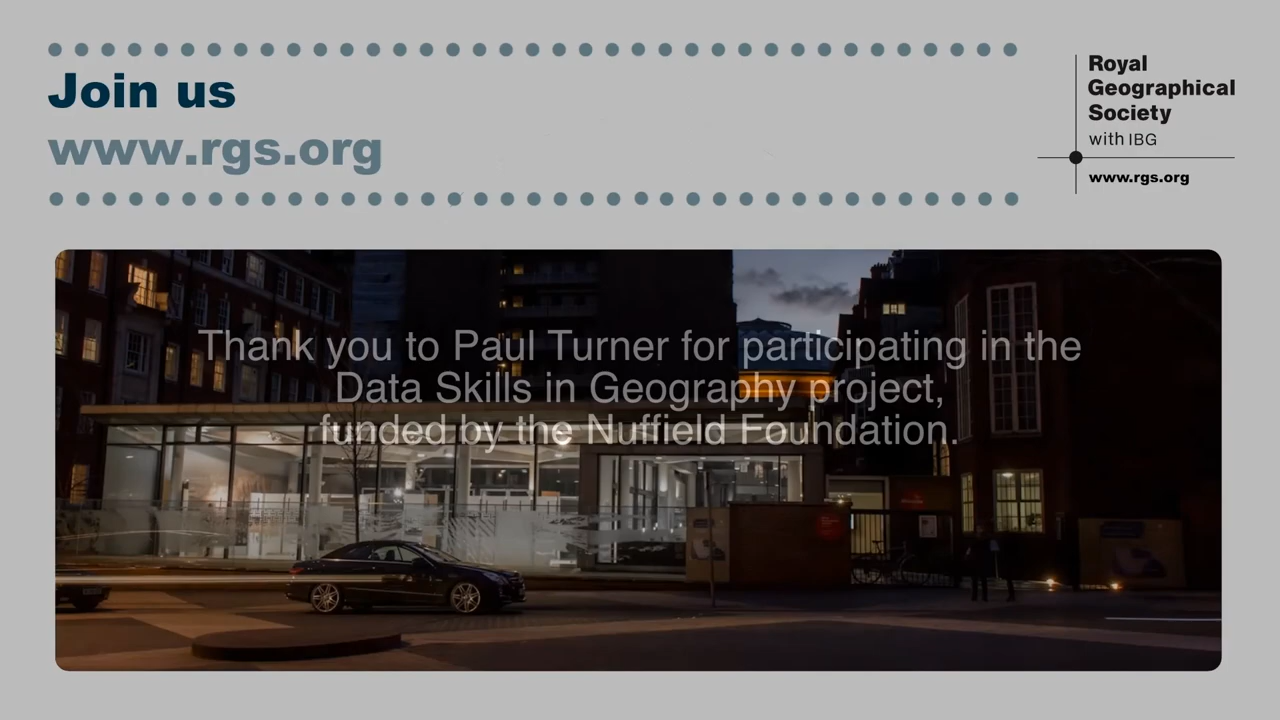 Join us
www.rgs.org
Royal
Geographical
Society
with IBG
www.rgs.org
Thank you to Paul Turner for participating in the
Data Skills in Geography project,
funded by the Nuffield Foundation.